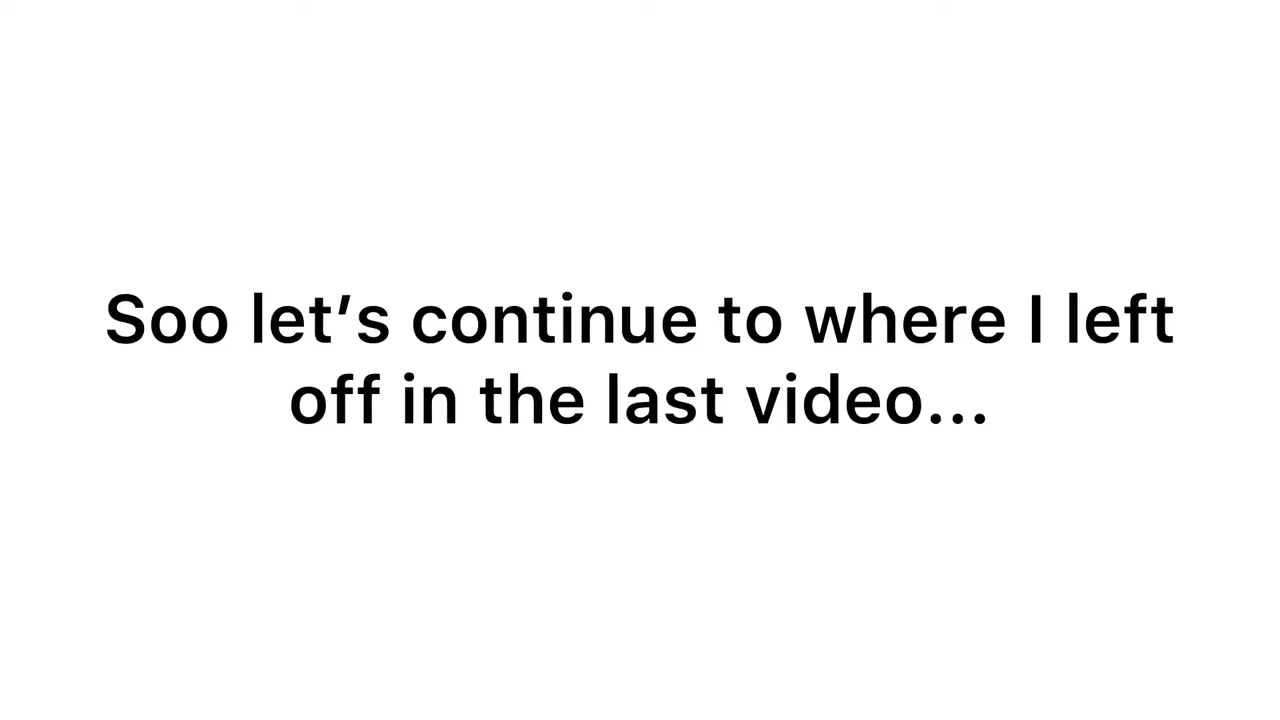 Soo let’s continue to where I left
off in the last video...